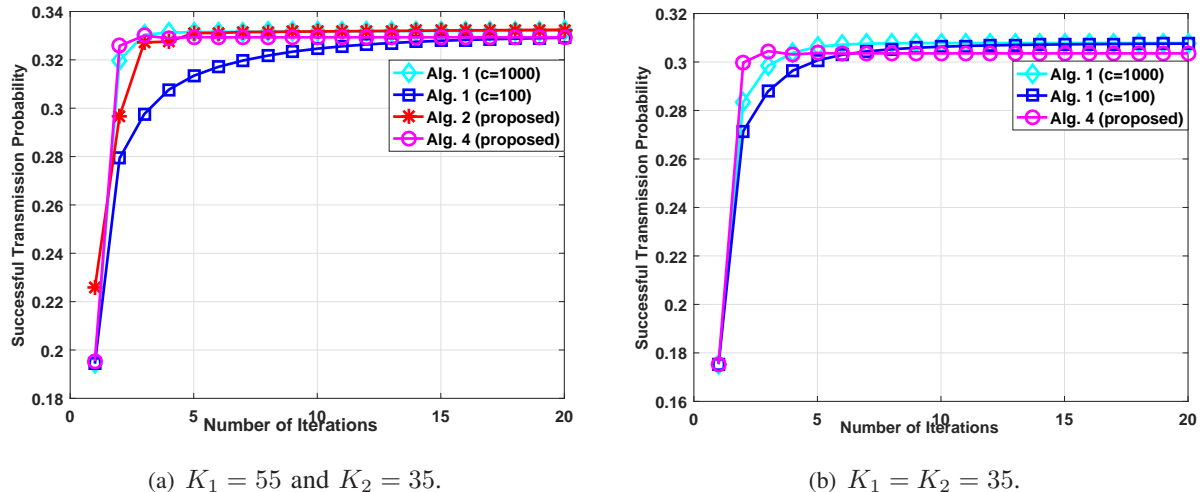 0.34
0.32
0.3
0.28
0.26
0.24
0.22
0.2
0.18
0 5 10 15 20
Successful Transmission Probability
Number of Iterations
Alg. 1 (c=1000)
Alg. 1 (c=100)
Alg. 2 (proposed)
Alg. 4 (proposed)
(a) K₁ = 55 and K₂ = 35.
0.32
0.3
0.28
0.26
0.24
0.22
0.2
0.18
0.16
0 5 10 15 20
Successful Transmission Probability
Number of Iterations
Alg. 1 (c=1000)
Alg. 1 (c=100)
Alg. 4 (proposed)
(b) K₁ = K₂ = 35.